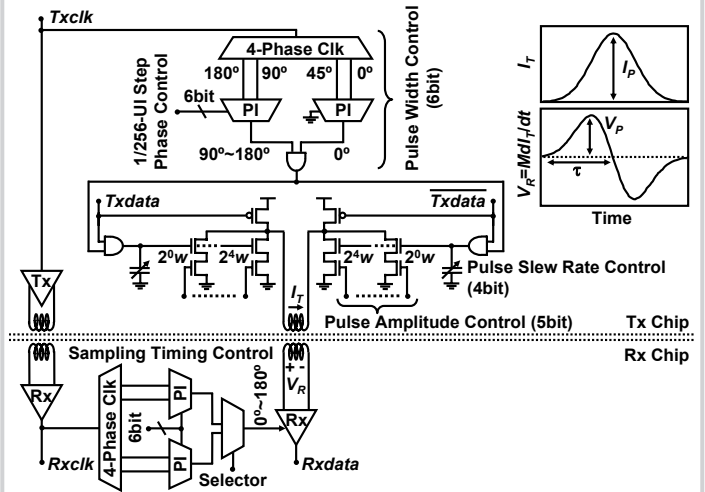 Txclk
4-Phase Clk
180º 90º 45º 0º
6bit
PI
PI
1/256-UI Step
Phase Control
Pulse Width Control
(6bit)
90º~180º
0º
I_T
I_P
V_R=MdI_T/dt
V_P
τ
Time
Txdata
Txdata
2⁰w
2⁴w
2⁴w
2⁰w
Pulse Slew Rate Control
(4bit)
Tx
I_T
Pulse Amplitude Control (5bit)
Tx Chip
Sampling Timing Control
Rx Chip
+ -
V_R
Rx
4-Phase Clk
6bit
PI
PI
0º~180º
Rx
Rxclk
Selector
Rxdata